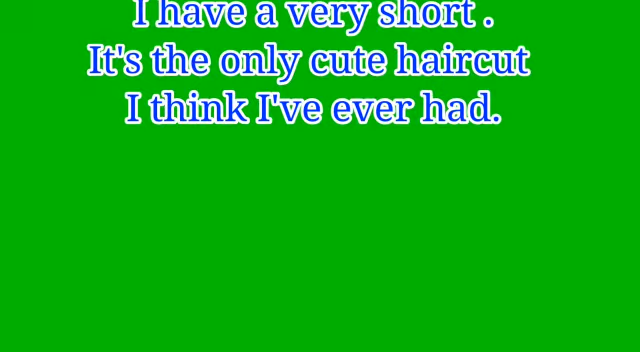 I have a very short .
It's the only cute haircut
I think I've ever had.